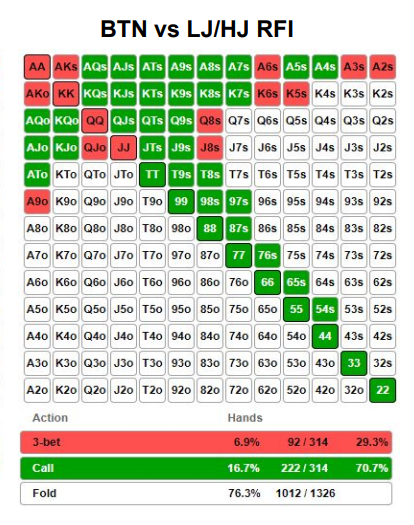 BTN vs LJ/HJ RFI
AA AKs AQs AJs ATs A9s A8s A7s A6s A5s A4s A3s A2s
AKo KK KQs KJs KTs K9s K8s K7s K6s K5s K4s K3s K2s
AQo KQo QQ QJs QTs Q9s Q8s Q7s Q6s Q5s Q4s Q3s Q2s
AJo KJo QJo JJ JTs J9s J8s J7s J6s J5s J4s J3s J2s
ATo KTo QTo JTo TT T9s T8s T7s T6s T5s T4s T3s T2s
A9o K9o Q9o J9o T9o 99 98s 97s 96s 95s 94s 93s 92s
A8o K8o Q8o J8o T8o 98o 88 87s 86s 85s 84s 83s 82s
A7o K7o Q7o J7o T7o 97o 87o 77 76s 75s 74s 73s 72s
A6o K6o Q6o J6o T6o 96o 86o 76o 66 65s 64s 63s 62s
A5o K5o Q5o J5o T5o 95o 85o 75o 65o 55 54s 53s 52s
A4o K4o Q4o J4o T4o 94o 84o 74o 64o 54o 44 43s 42s
A3o K3o Q3o J3o T3o 93o 83o 73o 63o 53o 43o 33 32s
A2o K2o Q2o J2o T2o 92o 82o 72o 62o 52o 42o 32o 22
Action Hands
3-bet 6.9% 92 / 314 29.3%
Call 16.7% 222 / 314 70.7%
Fold 76.3% 1012 / 1326